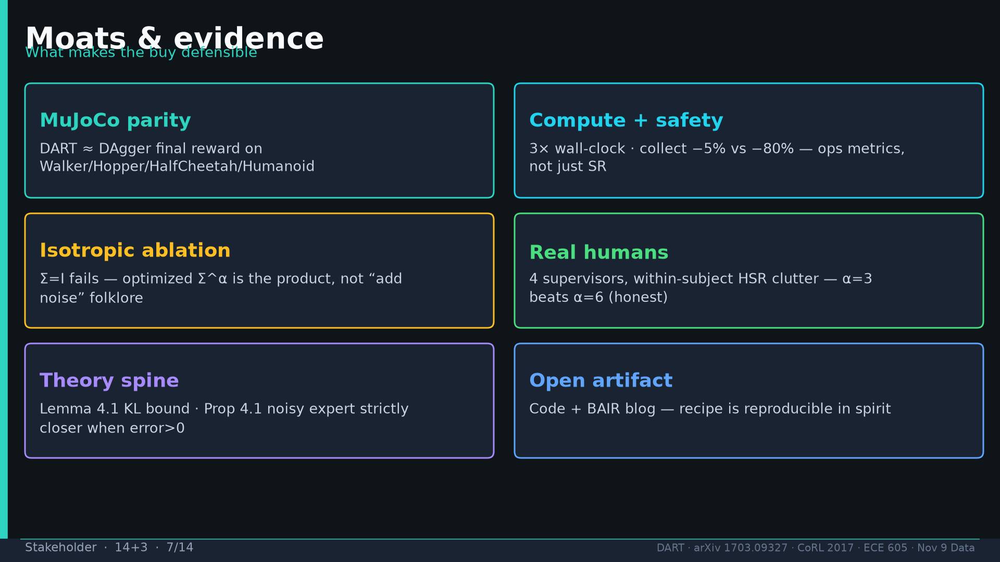 Moats & evidence
What makes the buy defensible
MuJoCo parity
DART ≈ DAgger final reward on
Walker/Hopper/HalfCheetah/Humanoid
Compute + safety
3× wall-clock · collect −5% vs −80% — ops metrics,
not just SR
Isotropic ablation
Σ=I fails — optimized Σ^α is the product, not “add
noise” folklore
Real humans
4 supervisors, within-subject HSR clutter — α=3
beats α=6 (honest)
Theory spine
Lemma 4.1 KL bound · Prop 4.1 noisy expert strictly
closer when error>0
Open artifact
Code + BAIR blog — recipe is reproducible in spirit
Stakeholder · 14+3 · 7/14
DART · arXiv 1703.09327 · CoRL 2017 · ECE 605 · Nov 9 Data